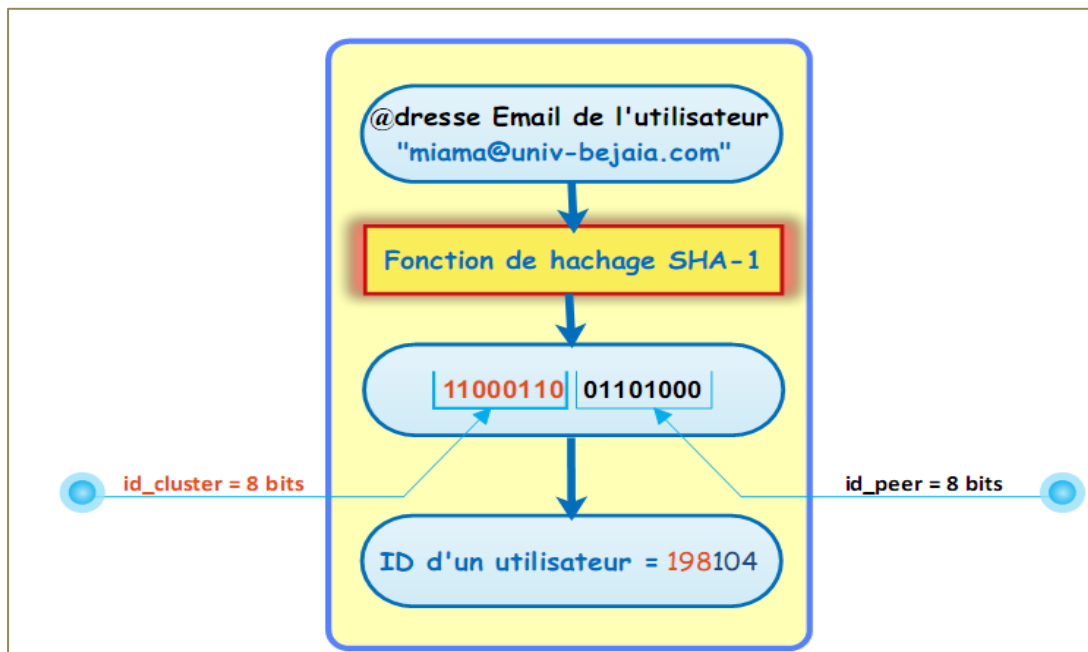 @dresse Email de l'utilisateur
"miama@univ-bejaia.com"
Fonction de hachage SHA-1
11000110 01101000
id_cluster = 8 bits
id_peer = 8 bits
ID d'un utilisateur = 198104